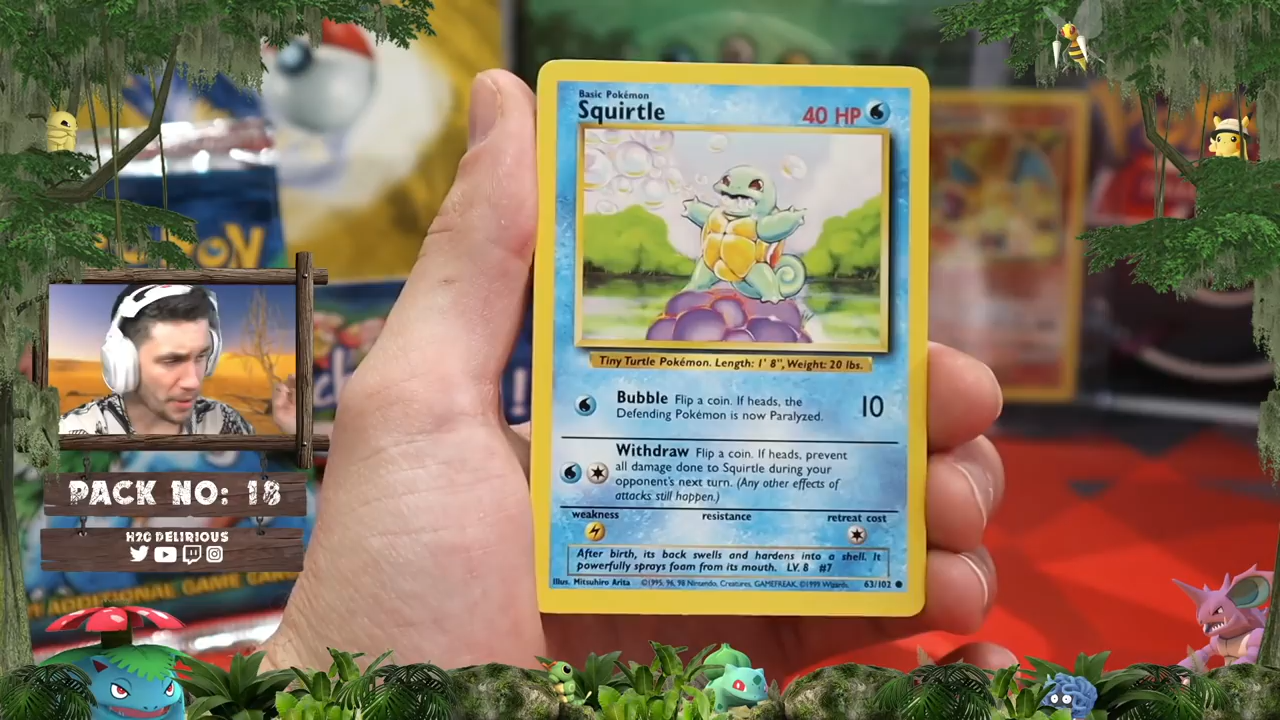 Basic Pokémon
Squirtle
40 HP
Tiny Turtle Pokémon. Length: 1' 8", Weight: 20 lbs.
Bubble Flip a coin. If heads, the
Defending Pokémon is now Paralyzed.
10
Withdraw Flip a coin. If heads, prevent
all damage done to Squirtle during your
opponent's next turn. (Any other effects of
attacks still happen.)
weakness resistance retreat cost
After birth, its back swells and hardens into a shell. It
powerfully sprays foam from its mouth. LV. 8 #7
Illus. Mitsuhiro Arita ©1995, 96, 98 Nintendo, Creatures, GAMEFREAK. ©1999 Wizards. 63/102
PACK NO: 18
H2G DELIRIOUS
ADDITIONAL GAME CARDS